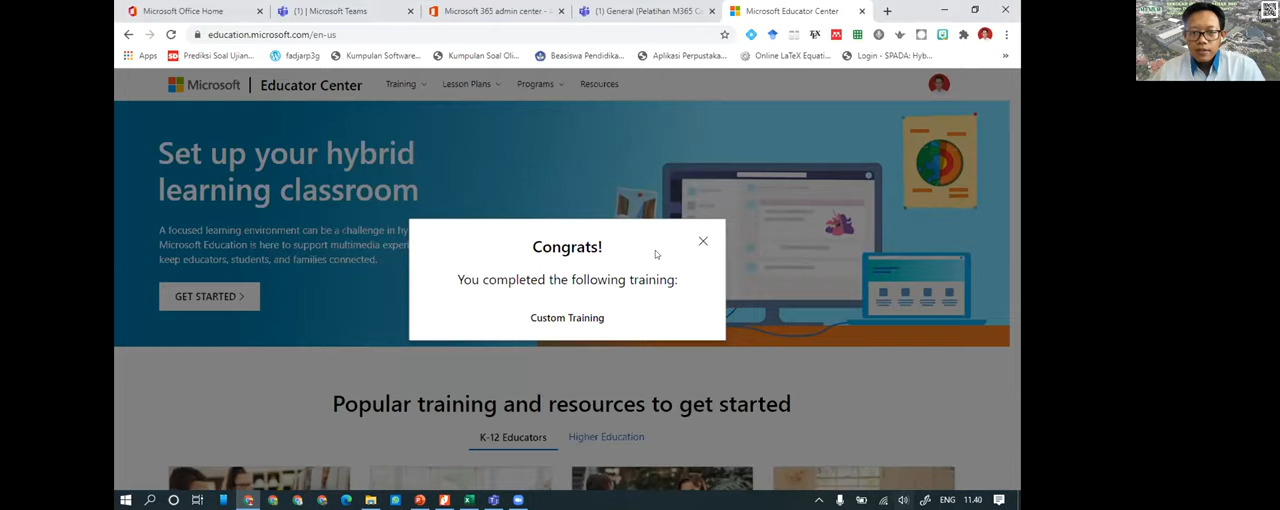 Microsoft Office Home
(1) | Microsoft Teams
Microsoft 365 admin center -
(1) General (Pelatihan M365 C
Microsoft Educator Center
education.microsoft.com/en-us
Apps
Prediksi Soal Ujian...
fadjarp3g
Kumpulan Software...
Kumpulan Soal Oli...
Beasiswa Pendidika...
Aplikasi Perpustaka...
Online LaTeX Equati...
Login - SPADA: Hyb...
»
Microsoft
Educator Center
Training
Lesson Plans
Programs
Resources
Set up your hybrid
learning classroom
A focused learning environment can be a challenge in hy
Microsoft Education is here to support multimedia experi
keep educators, students, and families connected.
GET STARTED >
Congrats!
You completed the following training:
Custom Training
Popular training and resources to get started
K-12 Educators
Higher Education
ENG
11.40